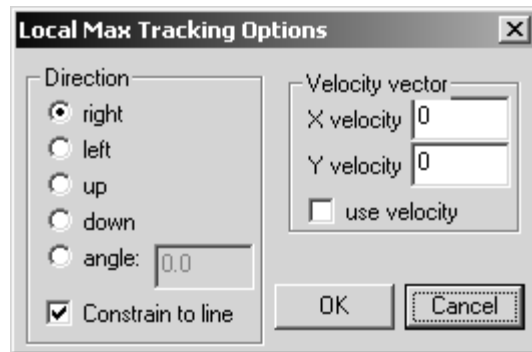 Local Max Tracking Options
Direction
right
left
up
down
angle: 0.0
Constrain to line
Velocity vector
X velocity 0
Y velocity 0
use velocity
OK
Cancel